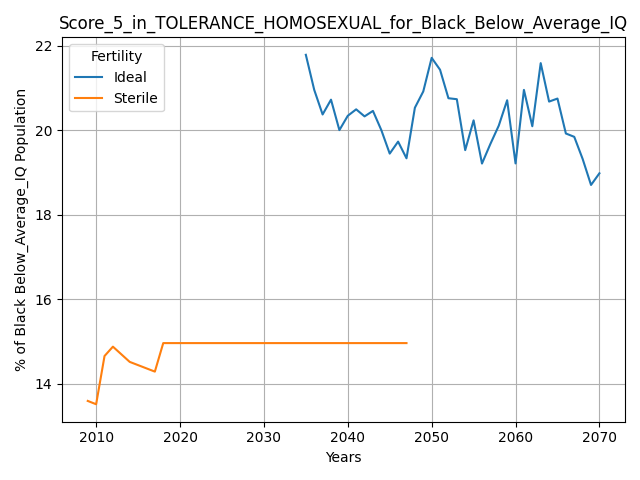 Score_5_in_TOLERANCE_HOMOSEXUAL_for_Black_Below_Average_IQ
Fertility
Ideal
Sterile
% of Black Below_Average_IQ Population
22
20
18
16
14
2010 2020 2030 2040 2050 2060 2070
Years